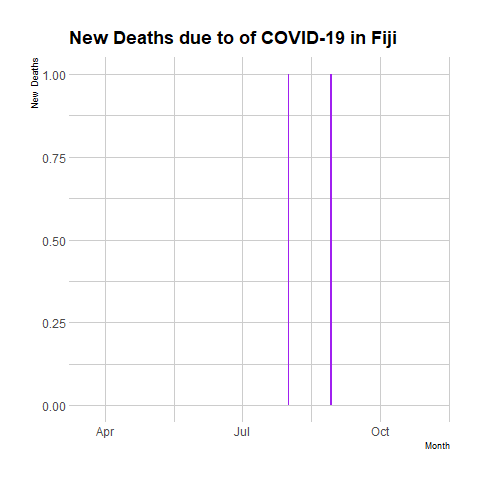 New Deaths due to of COVID-19 in Fiji
New Deaths
1.00
0.75
0.50
0.25
0.00
Apr Jul Oct
Month